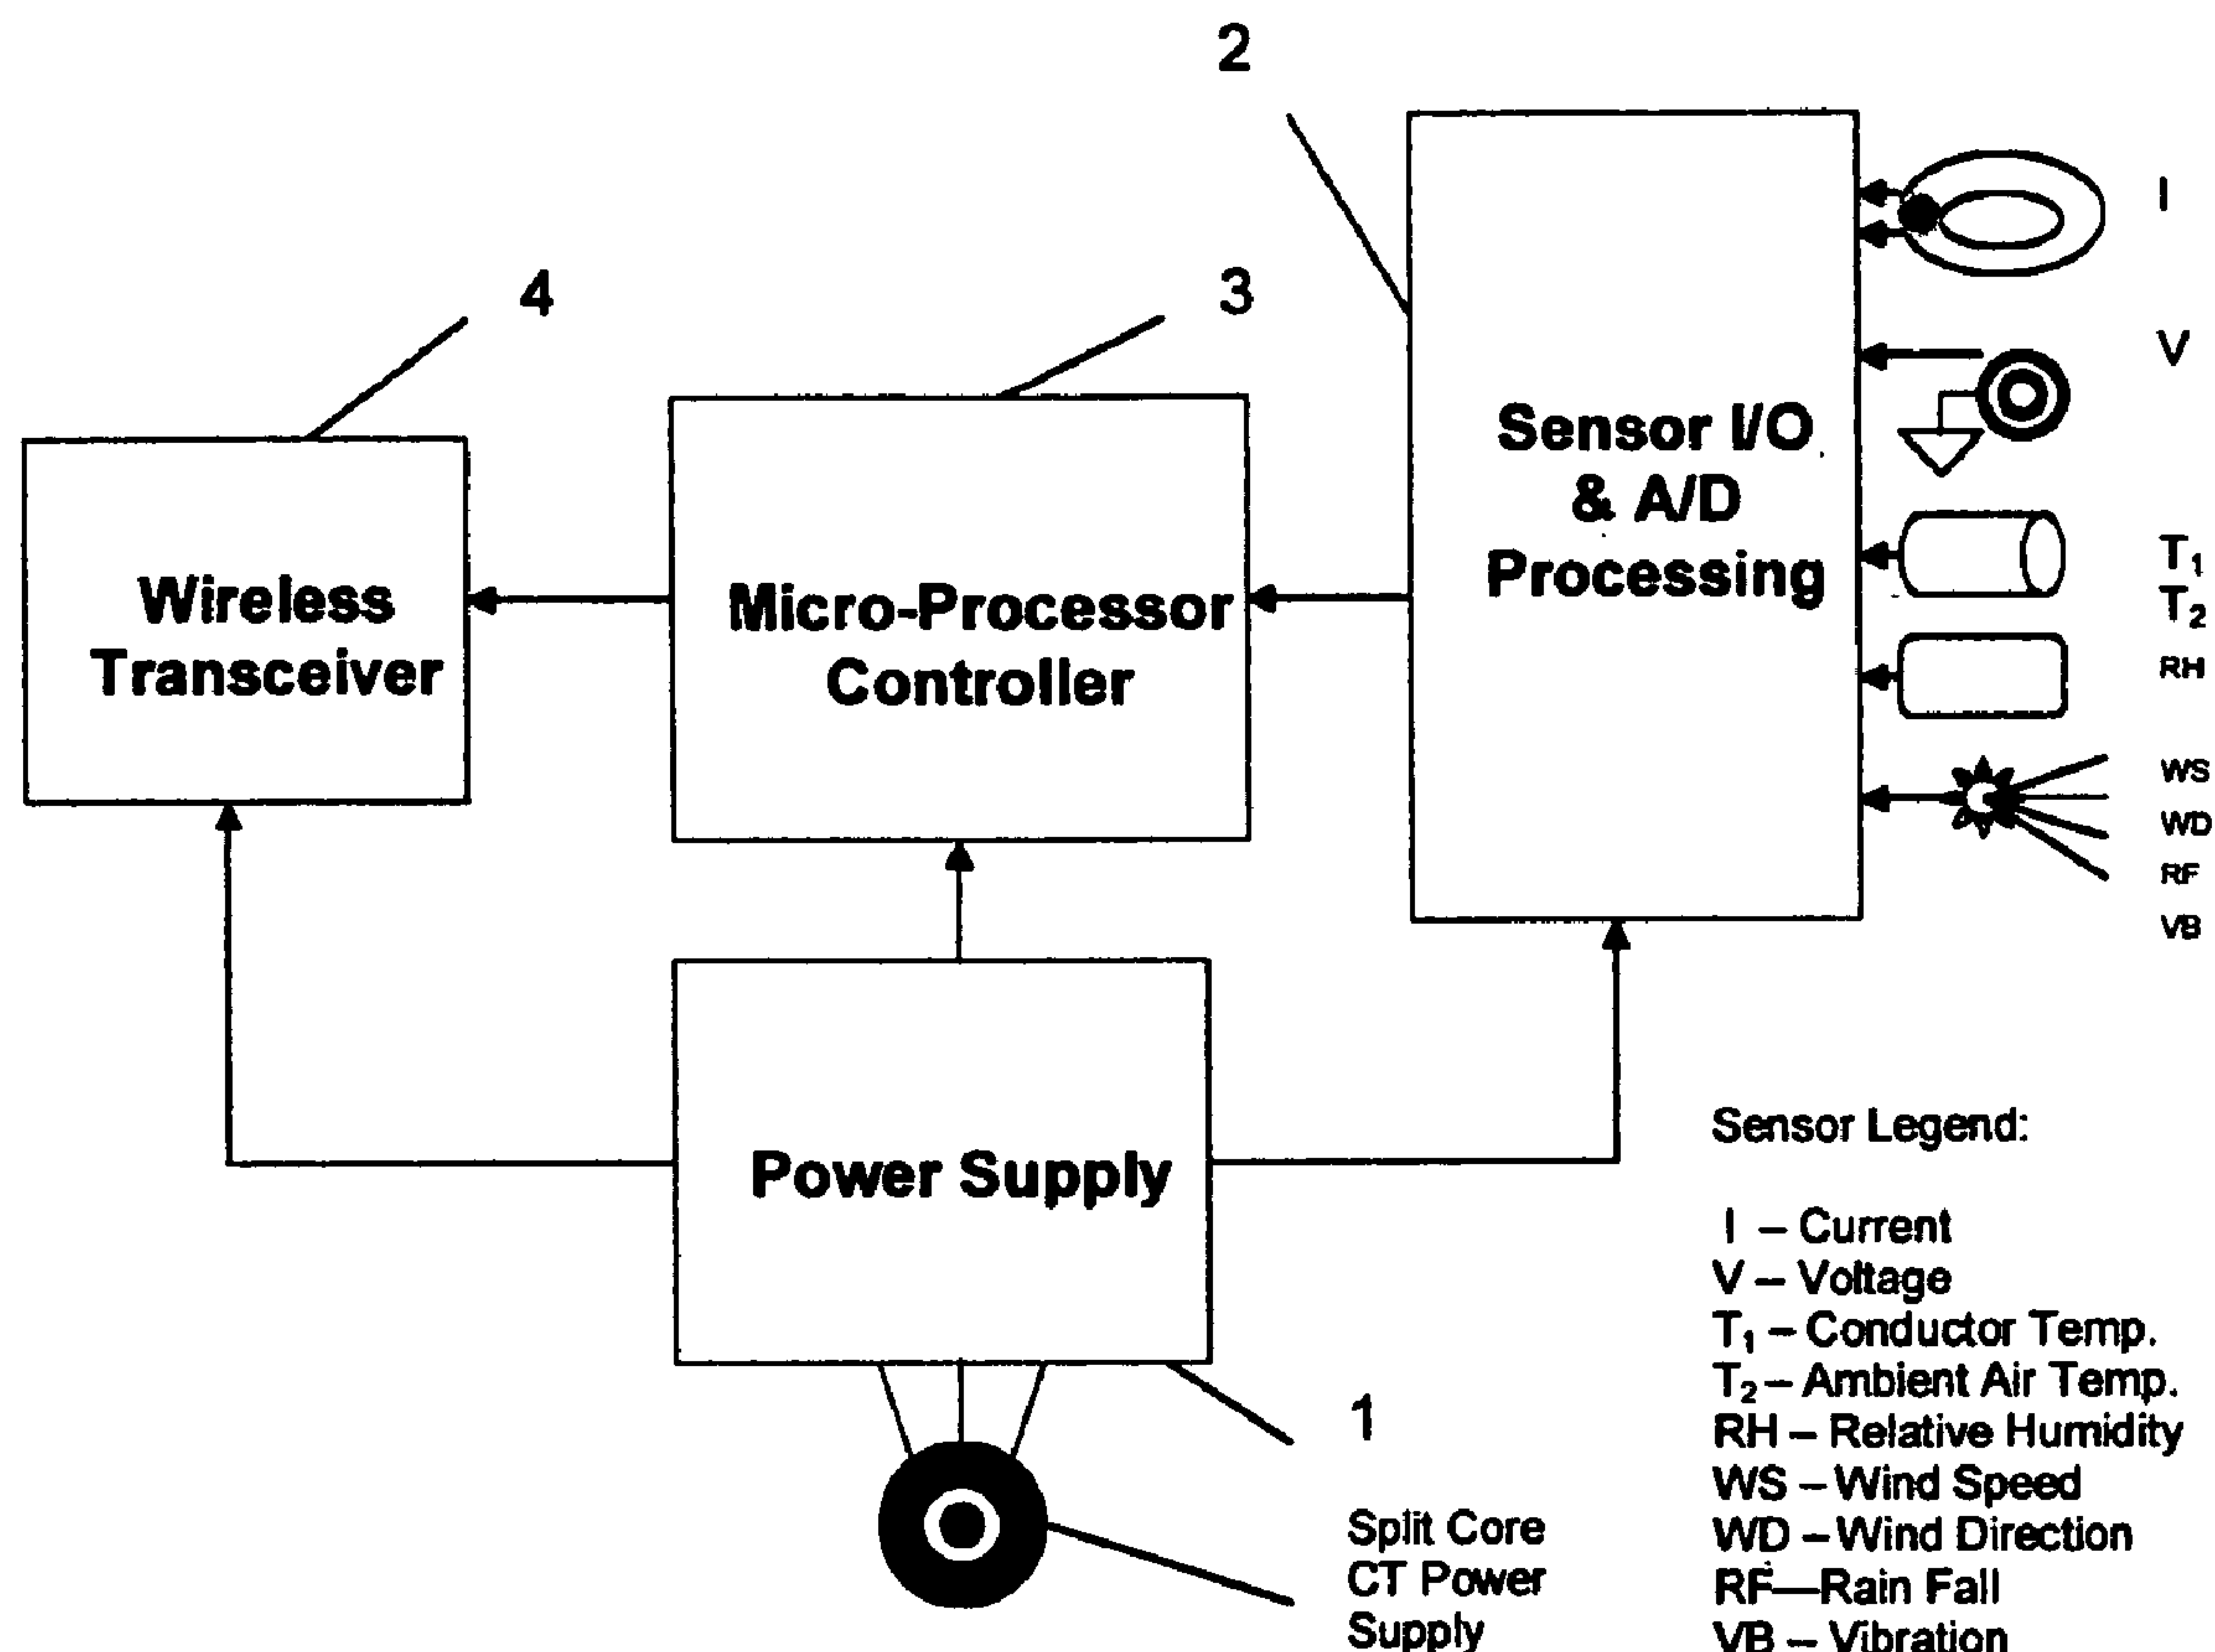 2
I
4
3
V
Sensor I/O
& A/D
Processing
T₁
T₂
Wireless
Transceiver
Micro-Processor
Controller
RH
WS
WD
RF
VB
Power Supply
1
Split Core
CT Power
Supply
Sensor Legend:
I – Current
V – Voltage
T₁ – Conductor Temp.
T₂ – Ambient Air Temp.
RH – Relative Humidity
WS – Wind Speed
WD – Wind Direction
RF—Rain Fall
VB – Vibration